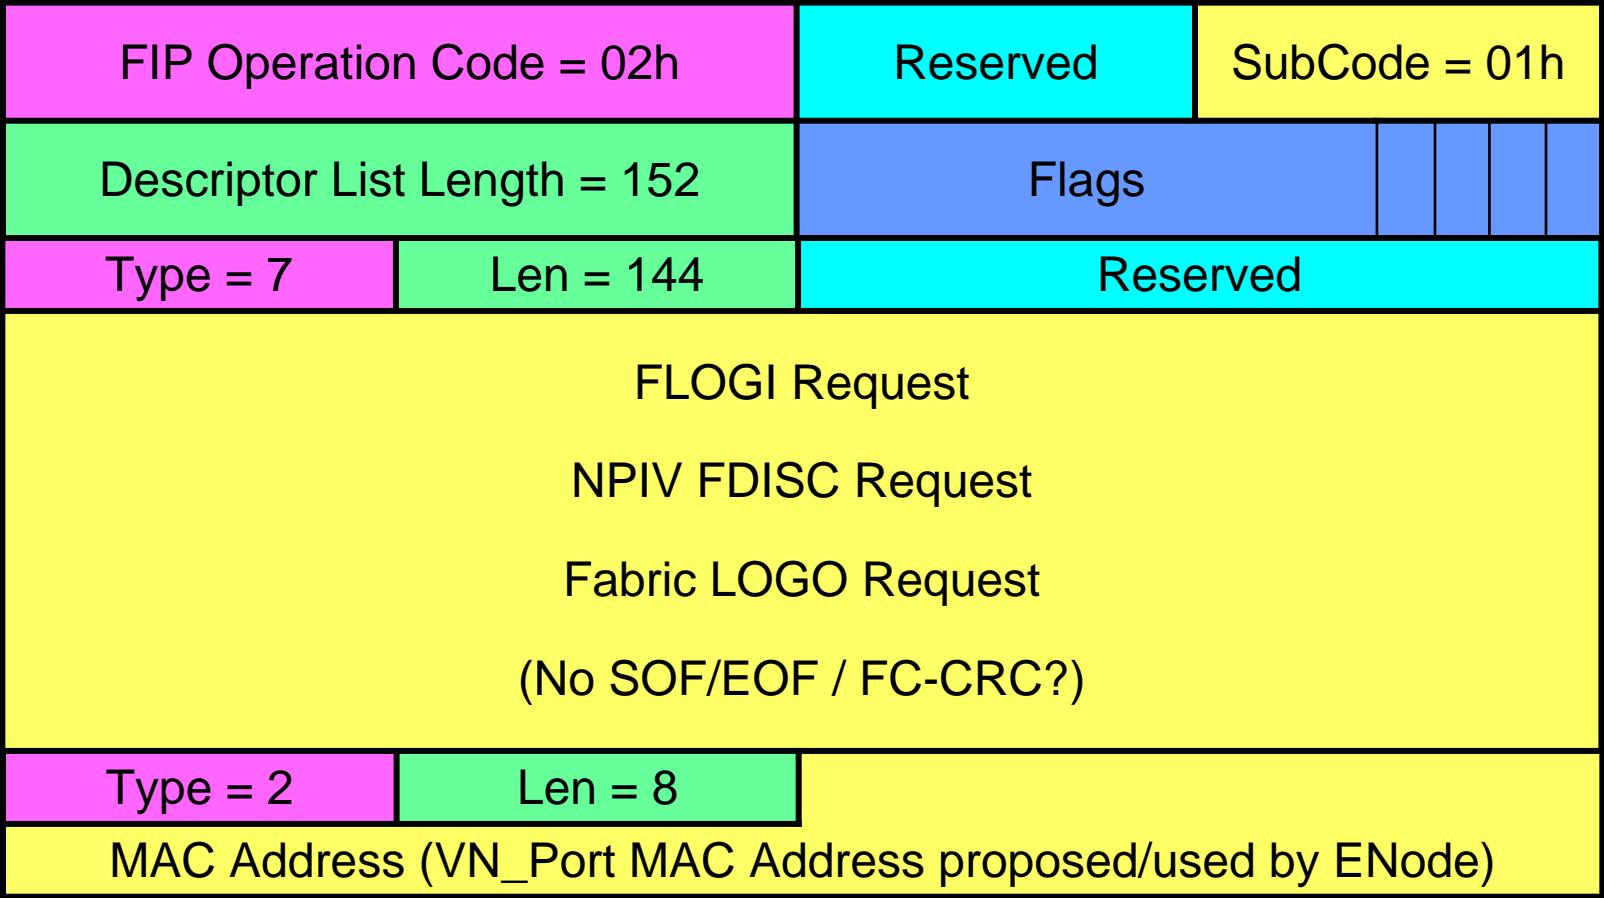 FIP Operation Code = 02h Reserved SubCode = 01h
Descriptor List Length = 152 Flags
Type = 7 Len = 144 Reserved
FLOGI Request
NPIV FDISC Request
Fabric LOGO Request
(No SOF/EOF / FC-CRC?)
Type = 2 Len = 8
MAC Address (VN_Port MAC Address proposed/used by ENode)